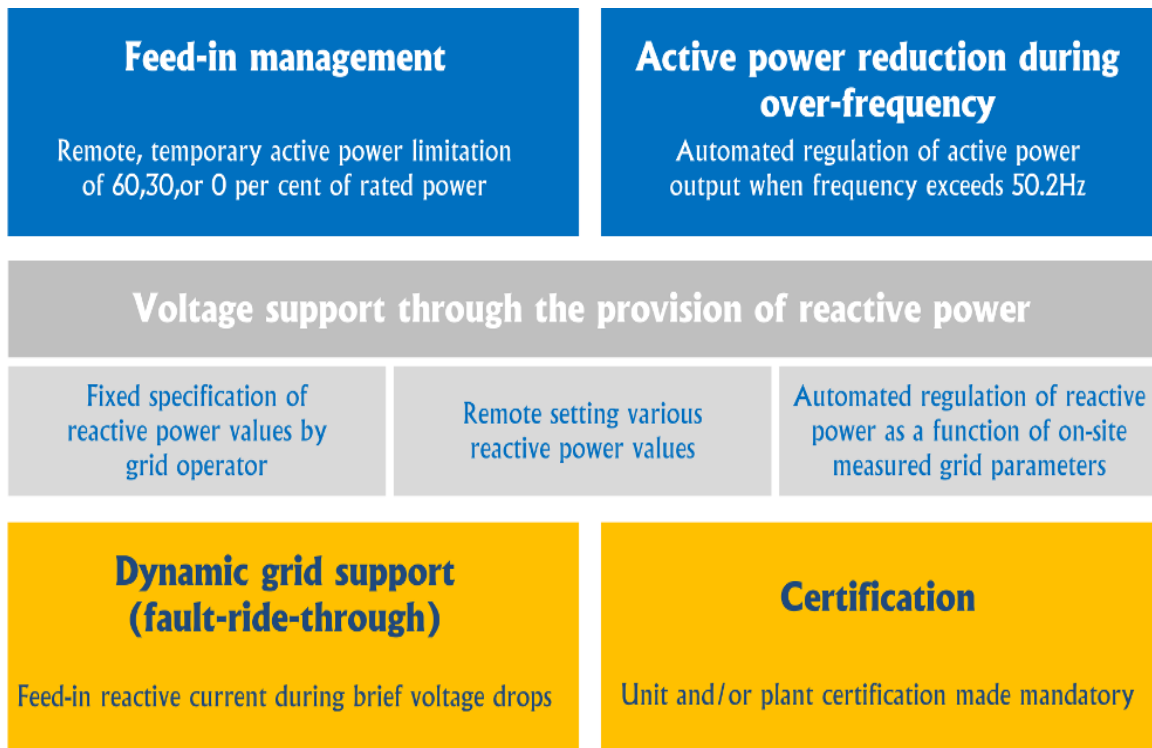 Feed-in management
Remote, temporary active power limitation
of 60,30,or 0 per cent of rated power
Active power reduction during
over-frequency
Automated regulation of active power
output when frequency exceeds 50.2Hz
Voltage support through the provision of reactive power
Fixed specification of
reactive power values by
grid operator
Remote setting various
reactive power values
Automated regulation of reactive
power as a function of on-site
measured grid parameters
Dynamic grid support
(fault-ride-through)
Feed-in reactive current during brief voltage drops
Certification
Unit and/or plant certification made mandatory